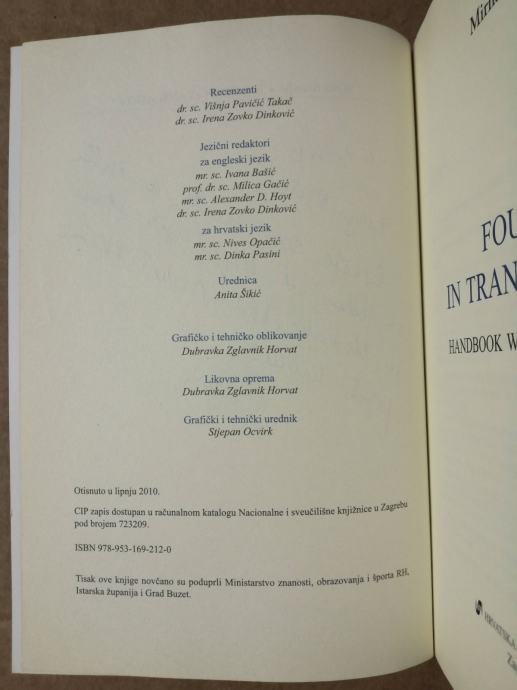 Recenzenti
dr. sc. Višnja Pavičić Takač
dr. sc. Irena Zovko Dinković
Jezični redaktori
za engleski jezik
mr. sc. Ivana Bašić
prof. dr. sc. Milica Gačić
mr. sc. Alexander D. Hoyt
dr. sc. Irena Zovko Dinković
za hrvatski jezik
mr. sc. Nives Opačić
mr. sc. Dinka Pasini
Urednica
Anita Šikić
Grafičko i tehničko oblikovanje
Dubravka Zglavnik Horvat
Likovna oprema
Dubravka Zglavnik Horvat
Grafički i tehnički urednik
Stjepan Ocvirk
Otisnuto u lipnju 2010.
CIP zapis dostupan u računalnom katalogu Nacionalne i sveučilišne knjižnice u Zagrebu
pod brojem 723209.
ISBN 978-953-169-212-0
Tisak ove knjige novčano su poduprli Ministarstvo znanosti, obrazovanja i športa RH,
Istarska županija i Grad Buzet.
FOU
IN TRAN
HANDBOOK W
HRVATSKA